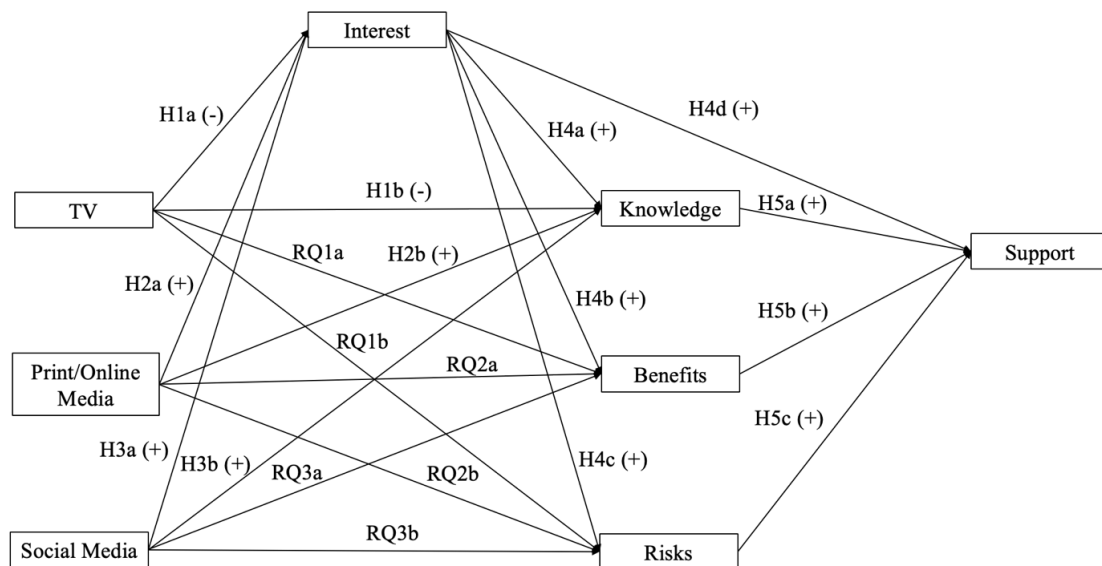 Interest
H1a (-)
H4d (+)
H4a (+)
TV
H1b (-)
Knowledge
H5a (+)
RQ1a
H2b (+)
Support
H2a (+)
H4b (+)
H5b (+)
RQ1b
Print/Online
Media
RQ2a
Benefits
H5c (+)
H3a (+)
H3b (+)
RQ3a
RQ2b
H4c (+)
RQ3b
Social Media
Risks